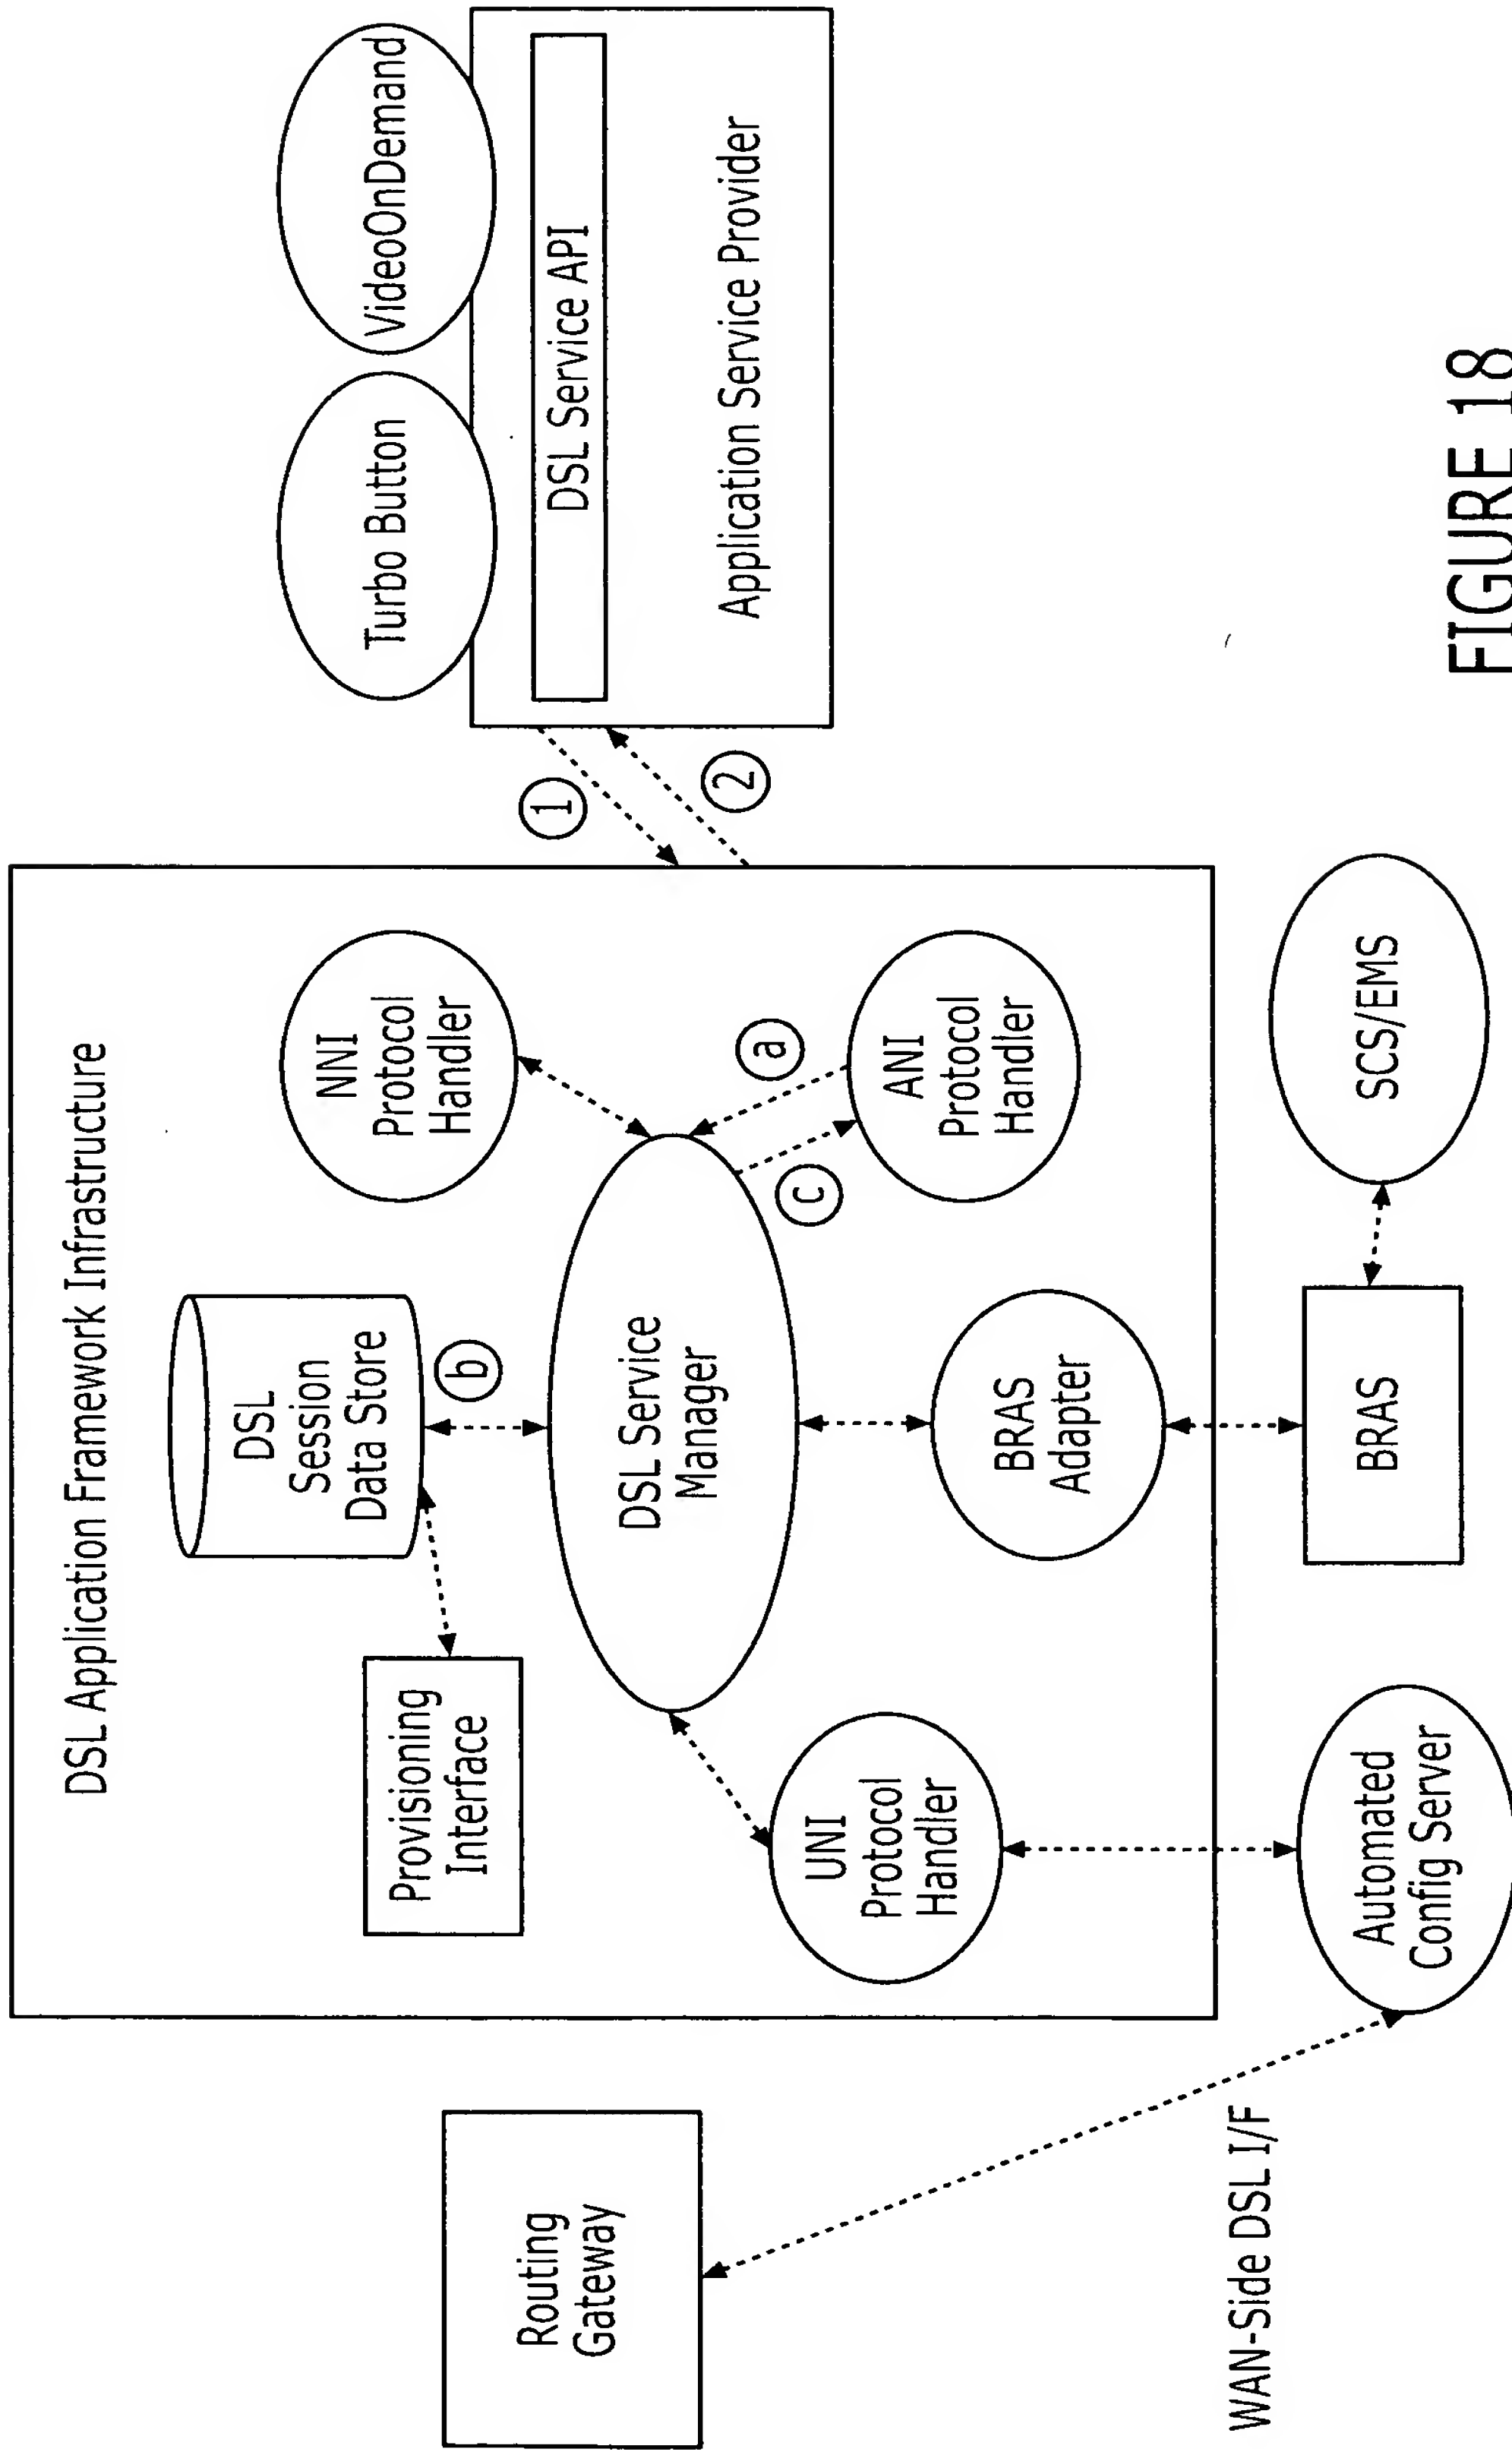 DSL Application Framework Infrastructure
Routing
Gateway
Provisioning
Interface
DSL
Session
Data Store
b
NNI
Protocol
Handler
DSL Service
Manager
a
c
UNI
Protocol
Handler
BRAS
Adapter
ANI
Protocol
Handler
1
2
Turbo Button
VideoOnDemand
DSL Service API
Application Service Provider
WAN-Side DSL I/F
Automated
Config Server
BRAS
SCS/EMS
FIGURE 18